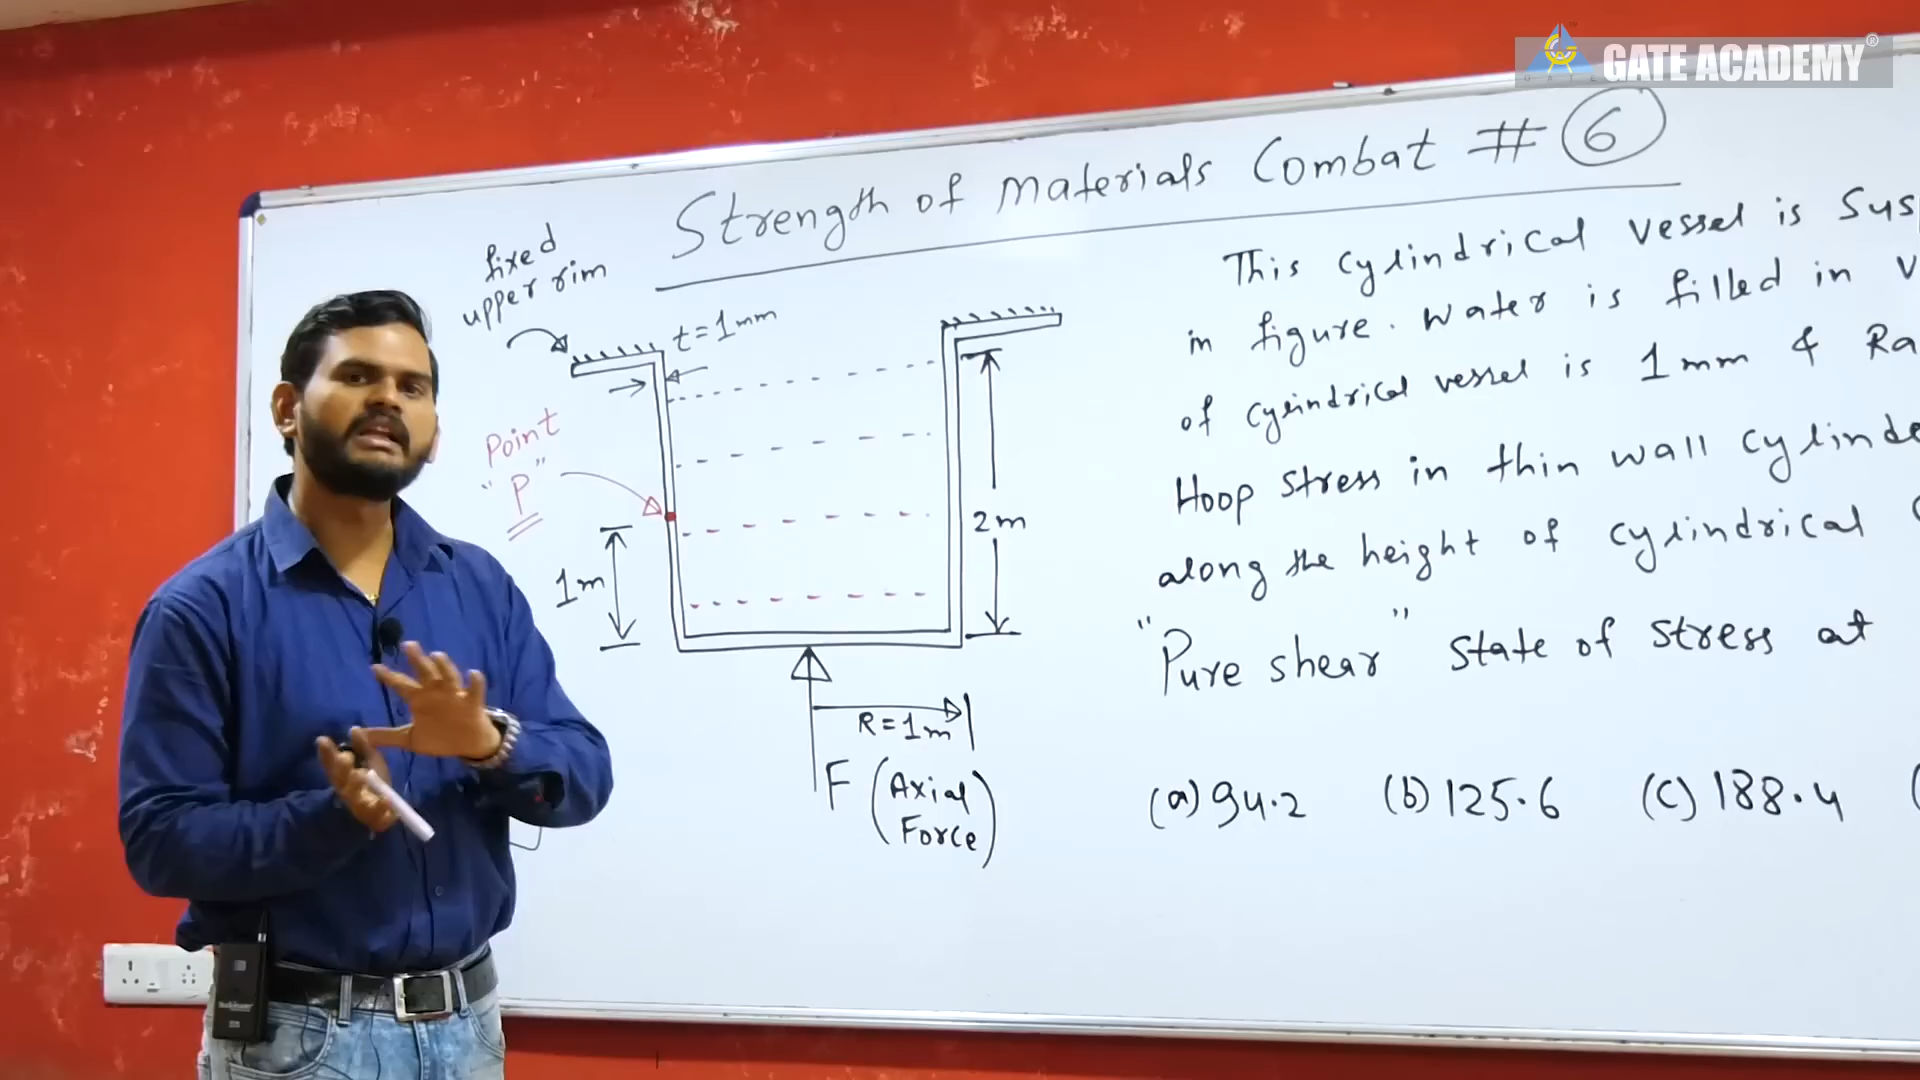 GATE ACADEMY®
Strength of Materials Combat # 6
fixed
upper rim
t=1mm
Point
"P"
1m
2m
R=1m
F (Axial
Force)
This cylindrical vessel is Sus
in figure. Water is filled in V
of cylindrical vessel is 1mm & Ra
Hoop stress in thin wall cylinde
along the height of cylindrical
"Pure shear" state of stress at
(a) 94.2 (b) 125.6 (c) 188.4 (